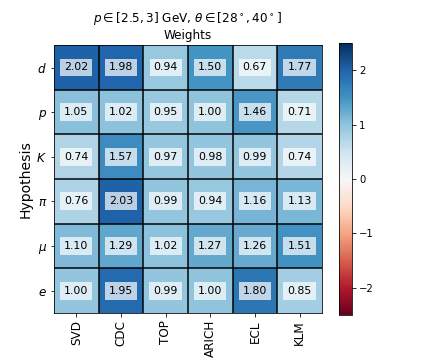 p ∈ [2.5, 3] GeV, θ ∈ [28°, 40°]
Weights
d 2.02 1.98 0.94 1.50 0.67 1.77
p 1.05 1.02 0.95 1.00 1.46 0.71
K 0.74 1.57 0.97 0.98 0.99 0.74
π 0.76 2.03 0.99 0.94 1.16 1.13
μ 1.10 1.29 1.02 1.27 1.26 1.51
e 1.00 1.95 0.99 1.00 1.80 0.85
Hypothesis
SVD CDC TOP ARICH ECL KLM
2
1
0
−1
−2